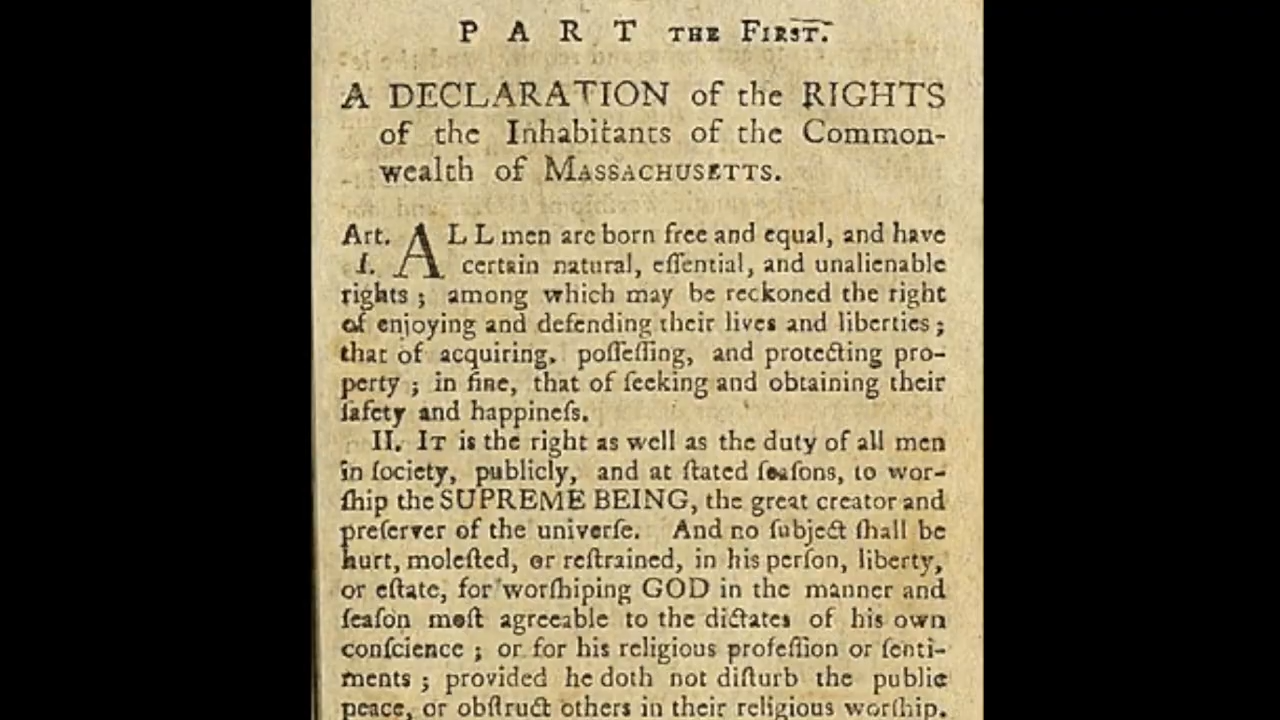 PART THE FIRST.
A DECLARATION of the RIGHTS
of the Inhabitants of the Common-
wealth of MASSACHUSETTS.
Art. ALL men are born free and equal, and have
I. certain natural, eſſential, and unalienable
rights ; among which may be reckoned the right
of enjoying and defending their lives and liberties ;
that of acquiring, poſſeſſing, and protecting pro-
perty ; in fine, that of ſeeking and obtaining their
ſafety and happineſs.
II. IT is the right as well as the duty of all men
in ſociety, publicly, and at ſtated ſeaſons, to wor-
ſhip the SUPREME BEING, the great creator and
preſerver of the univerſe. And no ſubject ſhall be
hurt, moleſted, or reſtrained, in his perſon, liberty,
or eſtate, for worſhiping GOD in the manner and
ſeaſon moſt agreeable to the dictates of his own
conſcience ; or for his religious profeſſion or ſenti-
ments ; provided he doth not diſturb the public
peace, or obſtruct others in their religious worſhip.